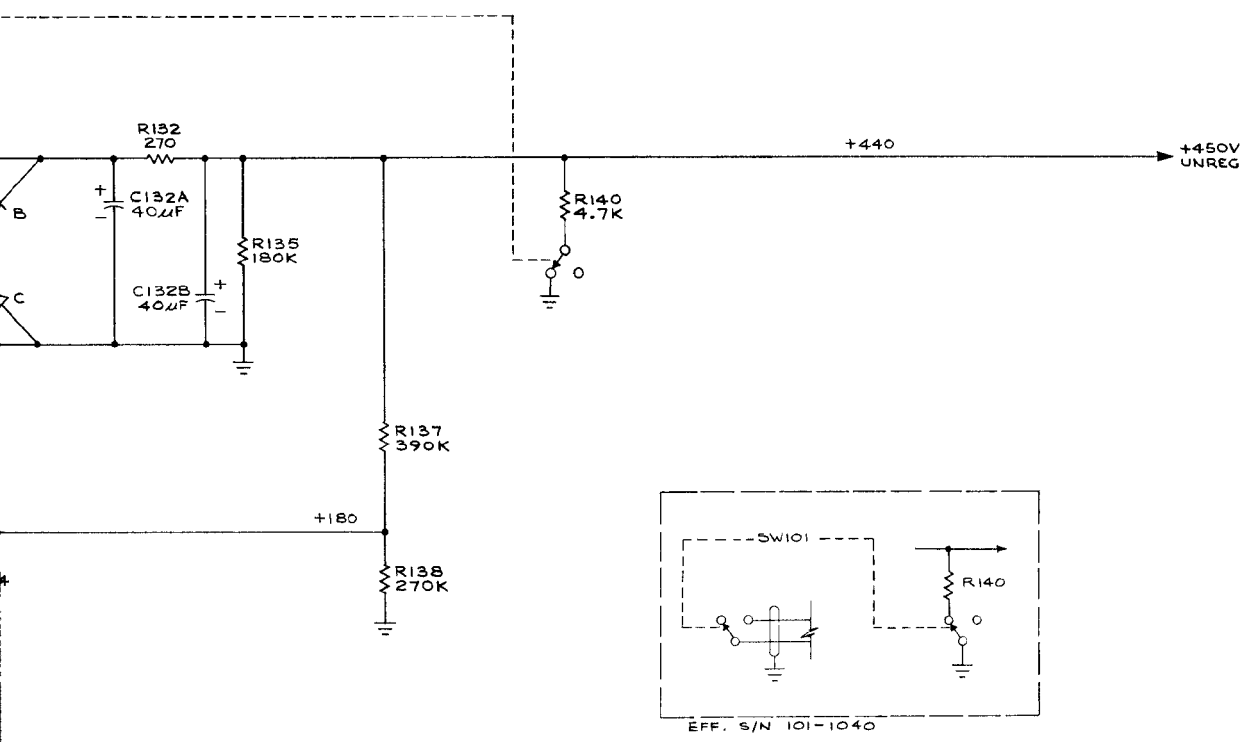 R132
270
+440
+450V
UNREG
+
C132A
40µF
-
B
R140
4.7K
R135
180K
C
C132B
40µF
+
-
R137
390K
+180
R138
270K
SW101
R140
EFF. S/N 101-1040